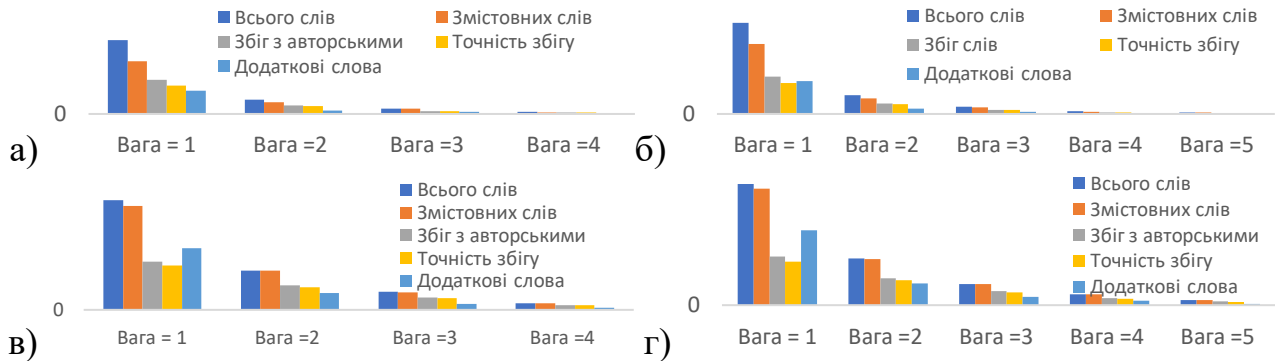 Всього слів
Змістовних слів
Збіг з авторськими
Точність збігу
Додаткові слова
0
а)
Вага = 1
Вага =2
Вага =3
Вага =4
Всього слів
Змістовних слів
Збіг слів
Точність збігу
Додаткові слова
0
б)
Вага = 1
Вага =2
Вага =3
Вага =4
Вага =5
Всього слів
Змістовних слів
Збіг з авторськими
Точність збігу
Додаткові слова
0
в)
Вага = 1
Вага =2
Вага =3
Вага =4
Всього слів
Змістовних слів
Збіг з авторськими
Точність збігу
Додаткові слова
0
г)
Вага = 1
Вага =2
Вага =3
Вага =4
Вага =5